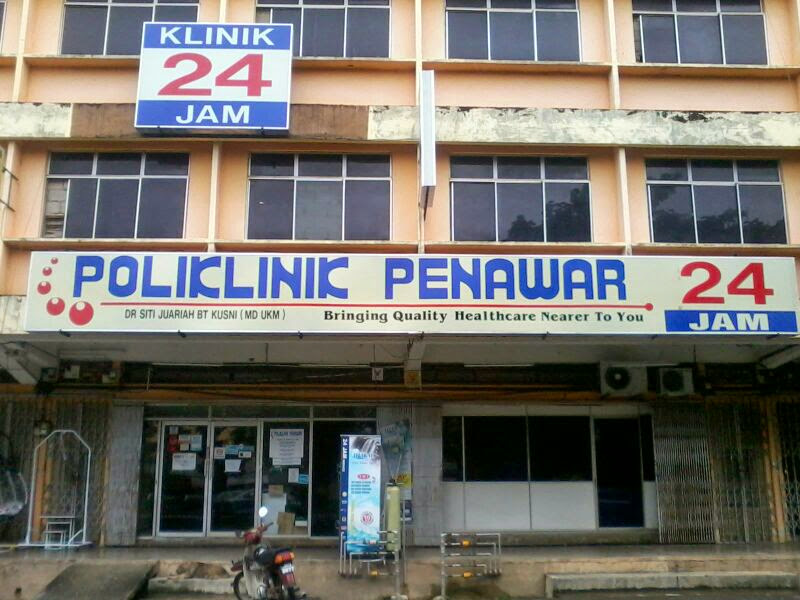 KLINIK
24
JAM
POLIKLINIK PENAWAR
24
JAM
DR SITI JUARIAH BT KUSNI (MD UKM)
Bringing Quality Healthcare Nearer To You